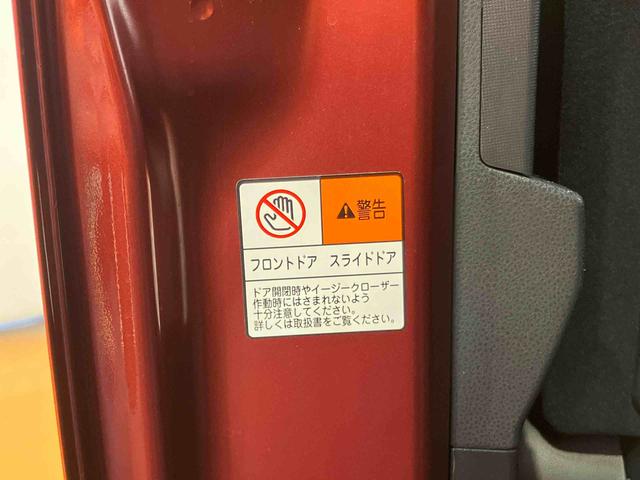 ⚠警告
フロントドア　スライドドア
ドア開閉時やイージークローザー
作動時にはさまれないよう
十分注意してください。
詳しくは取扱書をご覧ください。